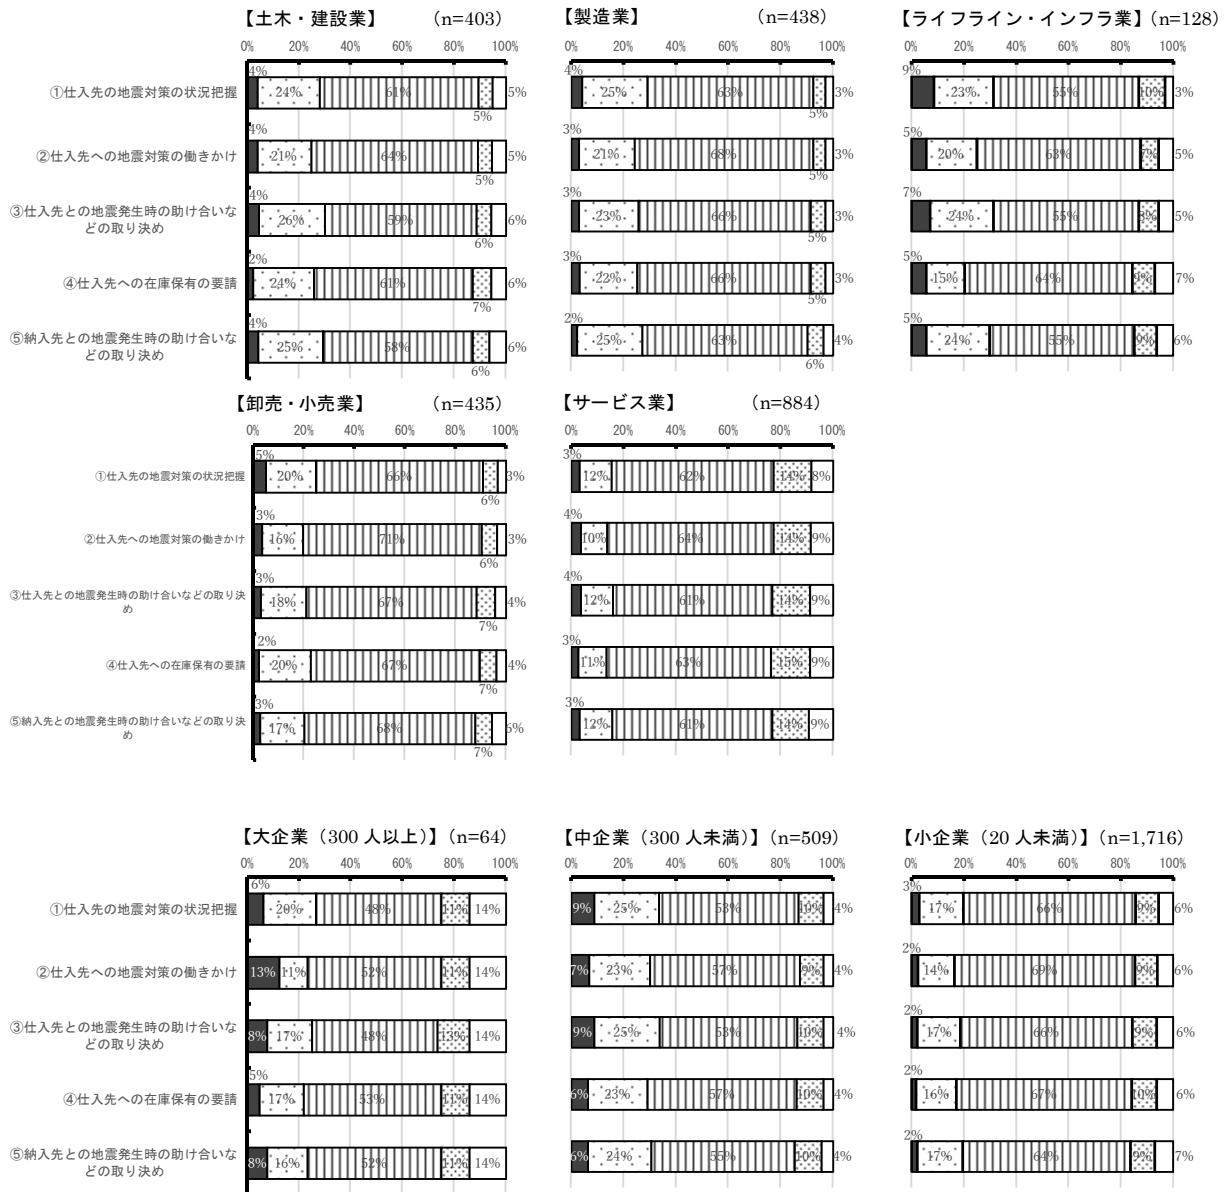 【土木・建設業】 （n=403）
0% 20% 40% 60% 80% 100%
①仕入先の地震対策の状況把握 4% 24% 61% 5% 5%
②仕入先への地震対策の働きかけ 4% 21% 64% 5% 5%
③仕入先との地震発生時の助け合いな
どの取り決め 4% 26% 59% 6% 6%
④仕入先への在庫保有の要請 2% 24% 61% 7% 6%
⑤納入先との地震発生時の助け合いな
どの取り決め 4% 25% 58% 6% 6%
【製造業】 （n=438）
0% 20% 40% 60% 80% 100%
4% 25% 63% 5% 3%
3% 21% 68% 5% 3%
3% 23% 66% 5% 3%
3% 22% 66% 5% 3%
2% 25% 63% 6% 4%
【ライフライン・インフラ業】（n=128）
0% 20% 40% 60% 80% 100%
9% 23% 55% 10% 3%
5% 20% 63% 7% 5%
7% 24% 55% 8% 5%
5% 15% 64% 9% 7%
5% 24% 55% 9% 6%
【卸売・小売業】 （n=435）
0% 20% 40% 60% 80% 100%
①仕入先の地震対策の状況把握 5% 20% 66% 6% 3%
②仕入先への地震対策の働きかけ 3% 16% 71% 6% 3%
③仕入先との地震発生時の助け合いなどの取り決
め 3% 18% 67% 7% 4%
④仕入先への在庫保有の要請 2% 20% 67% 7% 4%
⑤納入先との地震発生時の助け合いなどの取り決
め 3% 17% 68% 7% 6%
【サービス業】 （n=884）
0% 20% 40% 60% 80% 100%
3% 12% 62% 14% 8%
4% 10% 64% 14% 9%
4% 12% 61% 14% 9%
3% 11% 63% 15% 9%
3% 12% 61% 14% 9%
【大企業（300 人以上）】（n=64）
0% 20% 40% 60% 80% 100%
①仕入先の地震対策の状況把握 6% 20% 48% 11% 14%
②仕入先への地震対策の働きかけ 13% 11% 52% 11% 14%
③仕入先との地震発生時の助け合いな
どの取り決め 8% 17% 48% 13% 14%
④仕入先への在庫保有の要請 5% 17% 53% 11% 14%
⑤納入先との地震発生時の助け合いな
どの取り決め 8% 16% 52% 11% 14%
【中企業（300 人未満）】（n=509）
0% 20% 40% 60% 80% 100%
9% 25% 53% 10% 4%
7% 23% 57% 9% 4%
9% 25% 53% 10% 4%
6% 23% 57% 10% 4%
6% 24% 55% 10% 4%
【小企業（20 人未満）】（n=1,716）
0% 20% 40% 60% 80% 100%
3% 17% 66% 9% 6%
2% 14% 69% 9% 6%
2% 17% 66% 9% 6%
2% 16% 67% 10% 6%
2% 17% 64% 9% 7%